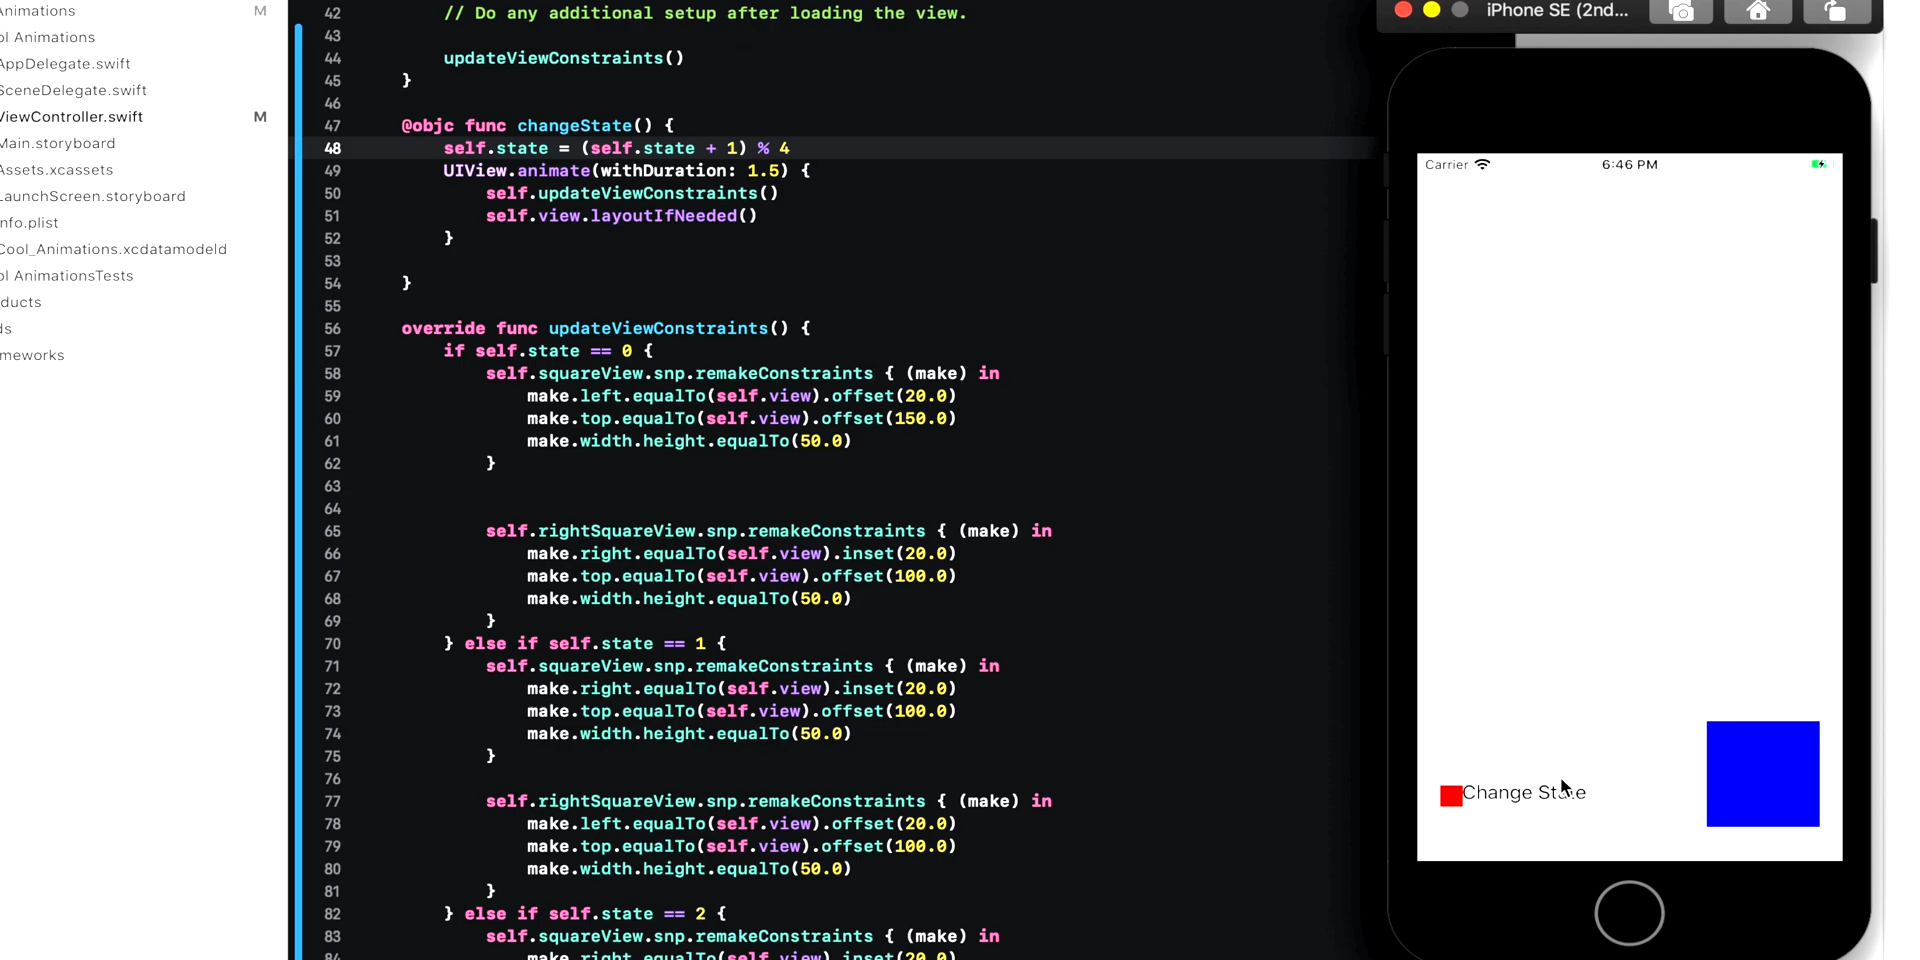 Animations M
ol Animations
AppDelegate.swift
SceneDelegate.swift
ViewController.swift M
Main.storyboard
Assets.xcassets
LaunchScreen.storyboard
nfo.plist
Cool_Animations.xcdatamodeld
ol AnimationsTests
ducts
ds
meworks
42 // Do any additional setup after loading the view.
43
44 updateViewConstraints()
45 }
46
47 @objc func changeState() {
48 self.state = (self.state + 1) % 4
49 UIView.animate(withDuration: 1.5) {
50 self.updateViewConstraints()
51 self.view.layoutIfNeeded()
52 }
53
54 }
55
56 override func updateViewConstraints() {
57 if self.state == 0 {
58 self.squareView.snp.remakeConstraints { (make) in
59 make.left.equalTo(self.view).offset(20.0)
60 make.top.equalTo(self.view).offset(150.0)
61 make.width.height.equalTo(50.0)
62 }
63
64
65 self.rightSquareView.snp.remakeConstraints { (make) in
66 make.right.equalTo(self.view).inset(20.0)
67 make.top.equalTo(self.view).offset(100.0)
68 make.width.height.equalTo(50.0)
69 }
70 } else if self.state == 1 {
71 self.squareView.snp.remakeConstraints { (make) in
72 make.right.equalTo(self.view).inset(20.0)
73 make.top.equalTo(self.view).offset(100.0)
74 make.width.height.equalTo(50.0)
75 }
76
77 self.rightSquareView.snp.remakeConstraints { (make) in
78 make.left.equalTo(self.view).offset(20.0)
79 make.top.equalTo(self.view).offset(100.0)
80 make.width.height.equalTo(50.0)
81 }
82 } else if self.state == 2 {
83 self.squareView.snp.remakeConstraints { (make) in
84 make.right.equalTo(self.view).inset(20.0)
iPhone SE (2nd...
Carrier 6:46 PM
Change State